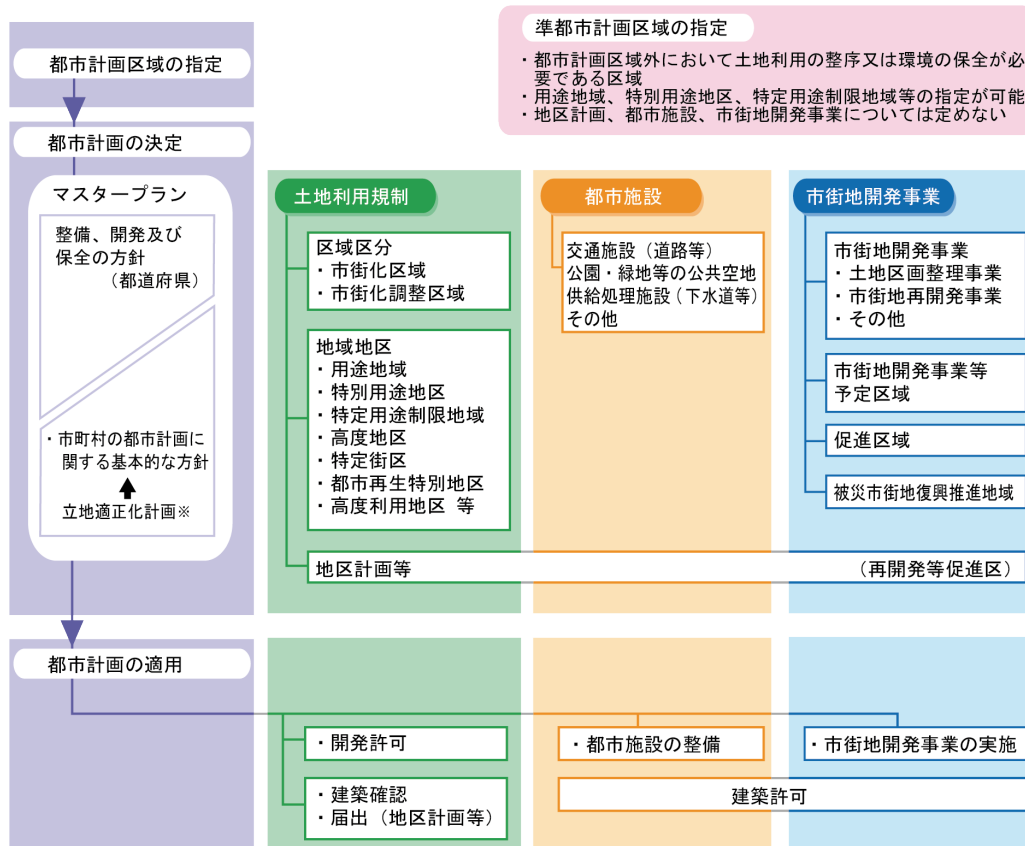 都市計画区域の指定
準都市計画区域の指定
・都市計画区域外において土地利用の整序又は環境の保全が必
要である区域
・用途地域、特別用途地区、特定用途制限地域等の指定が可能
・地区計画、都市施設、市街地開発事業については定めない
都市計画の決定
マスタープラン
整備、開発及び
保全の方針
（都道府県）
・市町村の都市計画に
関する基本的な方針
立地適正化計画※
土地利用規制
区域区分
・市街化区域
・市街化調整区域
地域地区
・用途地域
・特別用途地区
・特定用途制限地域
・高度地区
・特定街区
・都市再生特別地区
・高度利用地区 等
地区計画等
（再開発等促進区）
都市施設
交通施設（道路等）
公園・緑地等の公共空地
供給処理施設（下水道等）
その他
市街地開発事業
市街地開発事業
・土地区画整理事業
・市街地再開発事業
・その他
市街地開発事業等
予定区域
促進区域
被災市街地復興推進地域
都市計画の適用
・開発許可
・建築確認
・届出（地区計画等）
・都市施設の整備
・市街地開発事業の実施
建築許可